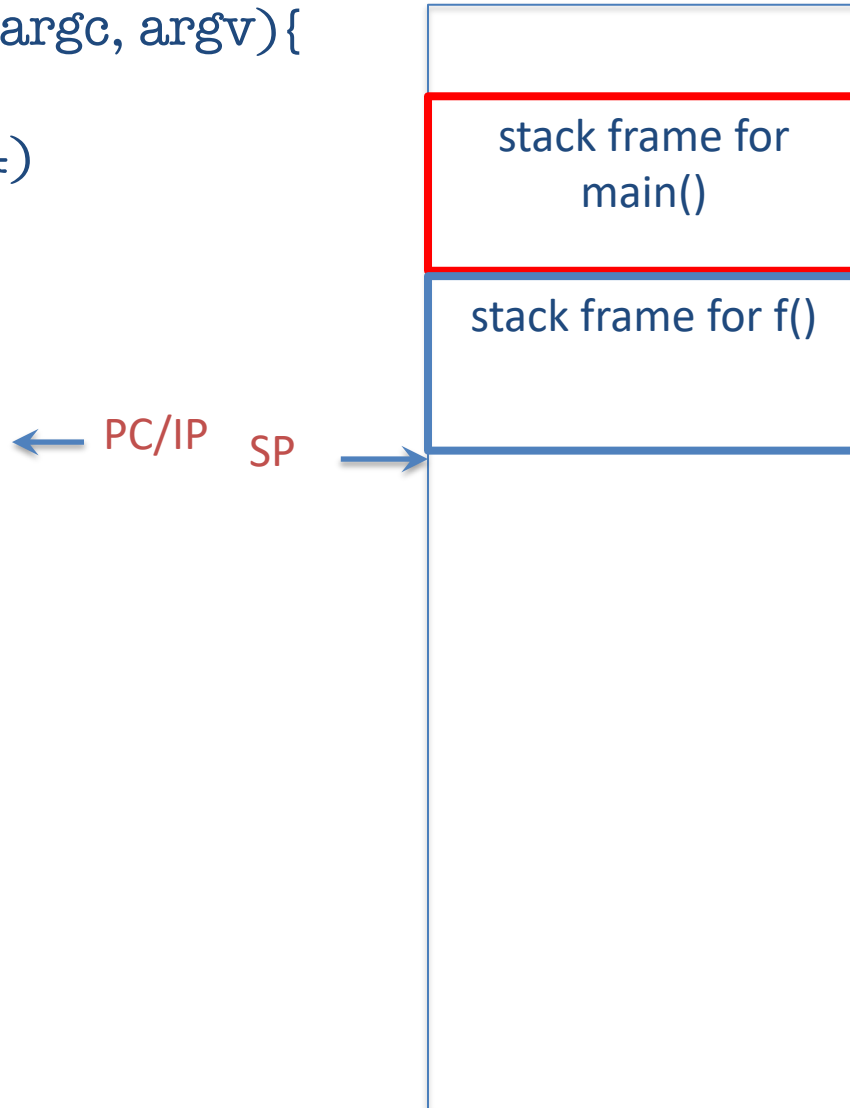 argc, argv){
)
stack frame for
main()
stack frame for f()
PC/IP
SP